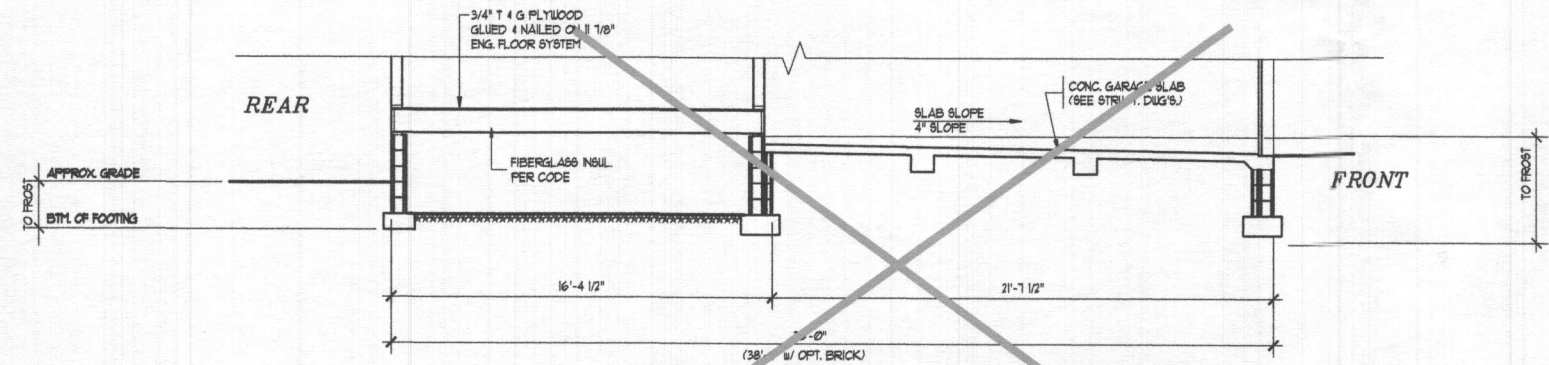 3/4" T & G PLYWOOD
GLUED & NAILED ON 11 7/8"
ENG. FLOOR SYSTEM
REAR
CONC. GARAGE SLAB
(SEE STRUCT. DWG'S.)
SLAB SLOPE
4" SLOPE
FIBERGLASS INSUL.
PER CODE
APPROX. GRADE
FRONT
TO FROST
TO FROST
BTM. OF FOOTING
16'-4 1/2"
21'-7 1/2"
-0"
(38'- W/ OPT. BRICK)